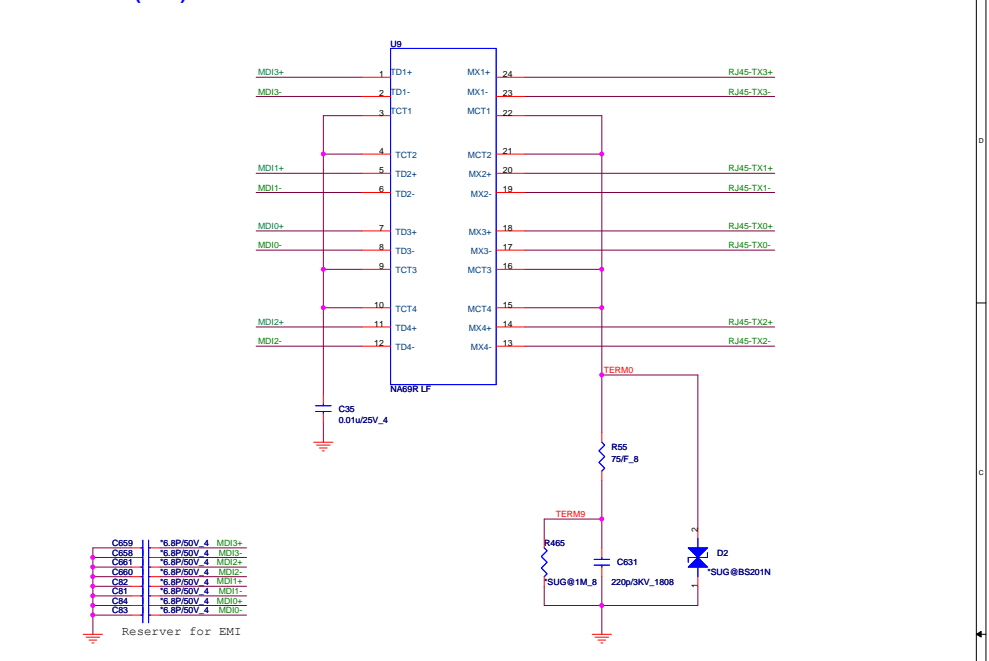 U9
MDI3+ 1 TD1+ MX1+ 24 RJ45-TX3+
MDI3- 2 TD1- MX1- 23 RJ45-TX3-
3 TCT1 MCT1 22
D
4 TCT2 MCT2 21
MDI1+ 5 TD2+ MX2+ 20 RJ45-TX1+
MDI1- 6 TD2- MX2- 19 RJ45-TX1-
MDI0+ 7 TD3+ MX3+ 18 RJ45-TX0+
MDI0- 8 TD3- MX3- 17 RJ45-TX0-
9 TCT3 MCT3 16
10 TCT4 MCT4 15
MDI2+ 11 TD4+ MX4+ 14 RJ45-TX2+
MDI2- 12 TD4- MX4- 13 RJ45-TX2-
TERM0
NA69R LF
C35
0.01u/25V_4
R55
75/F_8
C
TERM9
2
R465
C631
D2
*SUG@1M_8
220p/3KV_1808
*SUG@BS201N
1
C659 *6.8P/50V_4 MDI3+
C658 *6.8P/50V_4 MDI3-
C661 *6.8P/50V_4 MDI2+
C660 *6.8P/50V_4 MDI2-
C82 *6.8P/50V_4 MDI1+
C81 *6.8P/50V_4 MDI1-
C84 *6.8P/50V_4 MDI0+
C83 *6.8P/50V_4 MDI0-
Reserver for EMI